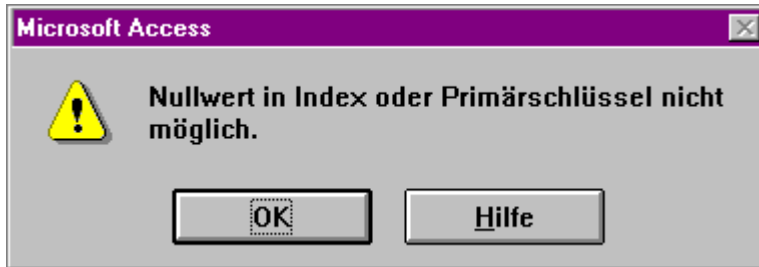 Microsoft Access
Nullwert in Index oder Primärschlüssel nicht
möglich.
OK
Hilfe